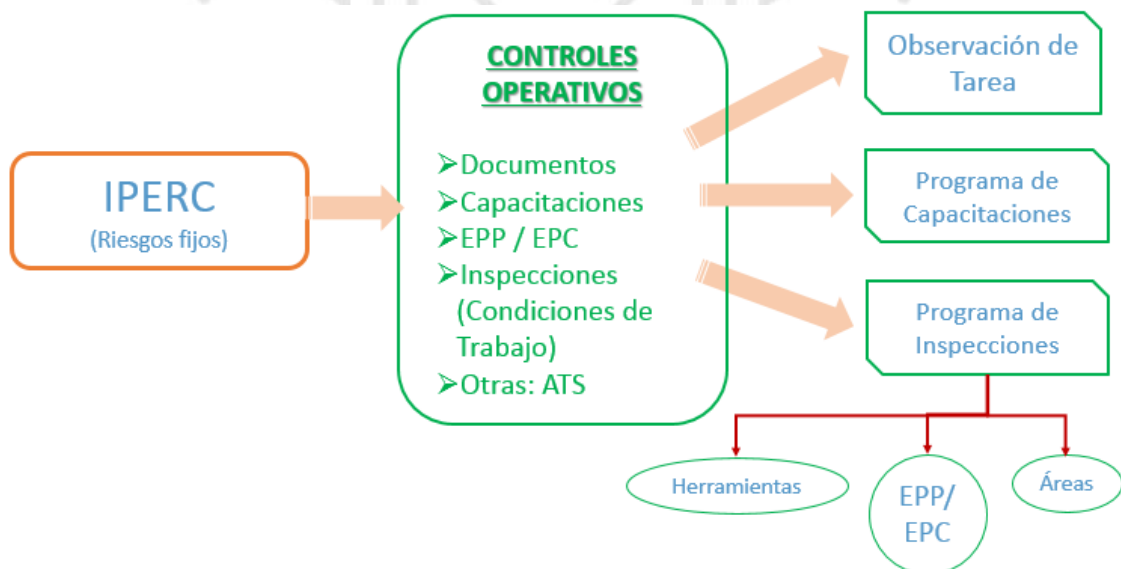 IPERC
(Riesgos fijos)
CONTROLES
OPERATIVOS
➢Documentos
➢Capacitaciones
➢EPP / EPC
➢Inspecciones
(Condiciones de
Trabajo)
➢Otras: ATS
Observación de
Tarea
Programa de
Capacitaciones
Programa de
Inspecciones
Herramientas
EPP/
EPC
Áreas